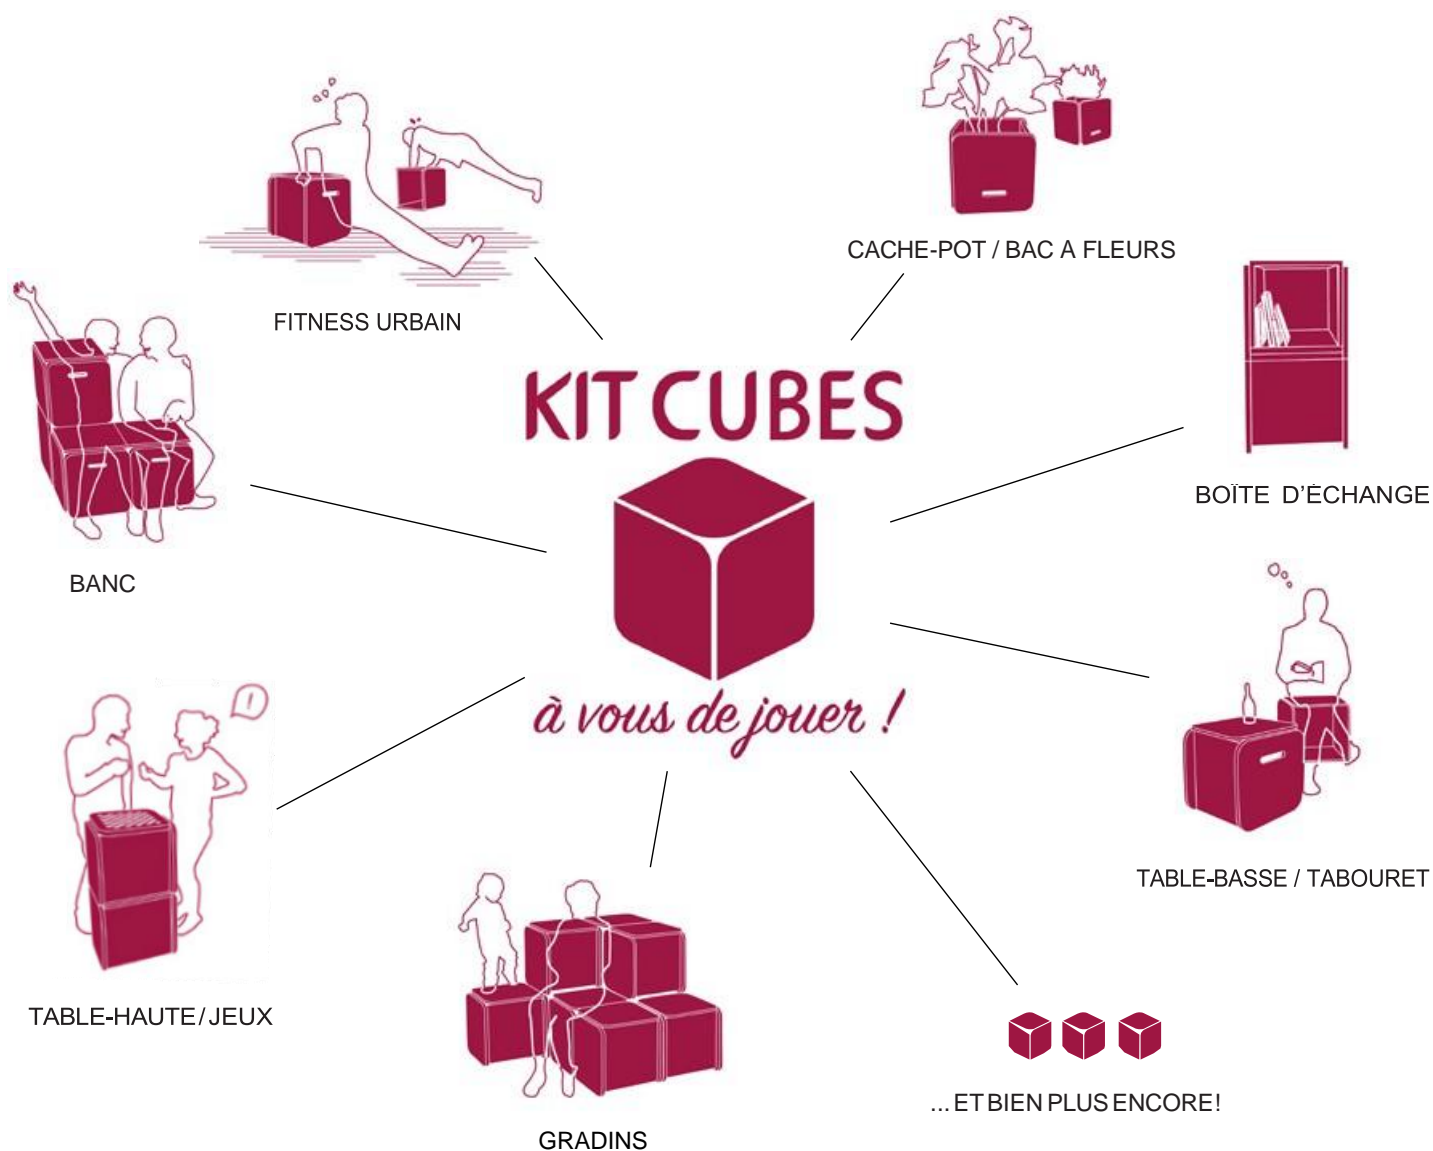 CACHE-POT / BAC A FLEURS
FITNESS URBAIN
KIT CUBES
BOÎTE D'ÉCHANGE
BANC
à vous de jouer !
!
TABLE-BASSE / TABOURET
TABLE-HAUTE/JEUX
... ET BIEN PLUS ENCORE!
GRADINS